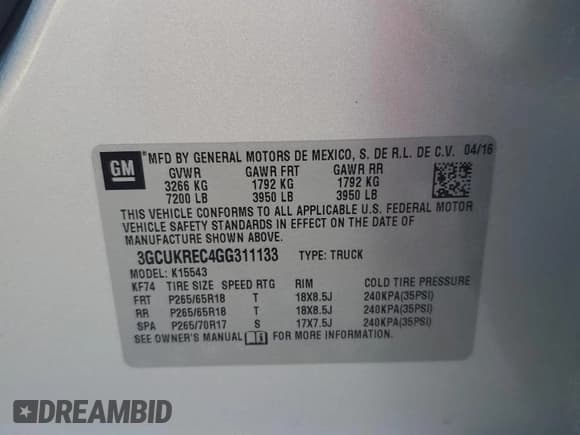 GM ® MFD BY GENERAL MOTORS DE MEXICO, S. DE R.L. DE C.V. 04/16
GVWR GAWR FRT GAWR RR
3266 KG 1792 KG 1792 KG
7200 LB 3950 LB 3950 LB
THIS VEHICLE CONFORMS TO ALL APPLICABLE U.S. FEDERAL MOTOR
VEHICLE SAFETY STANDARDS IN EFFECT ON THE DATE OF
MANUFACTURE SHOWN ABOVE.
3GCUKREC4GG311133 TYPE: TRUCK
MODEL: K15543
KF74 TIRE SIZE SPEED RTG RIM COLD TIRE PRESSURE
FRT P265/65R18 T 18X8.5J 240KPA(35PSI)
RR P265/65R18 T 18X8.5J 240KPA(35PSI)
SPA P265/70R17 S 17X7.5J 240KPA(35PSI)
SEE OWNER'S MANUAL FOR MORE INFORMATION.
DREAMBID